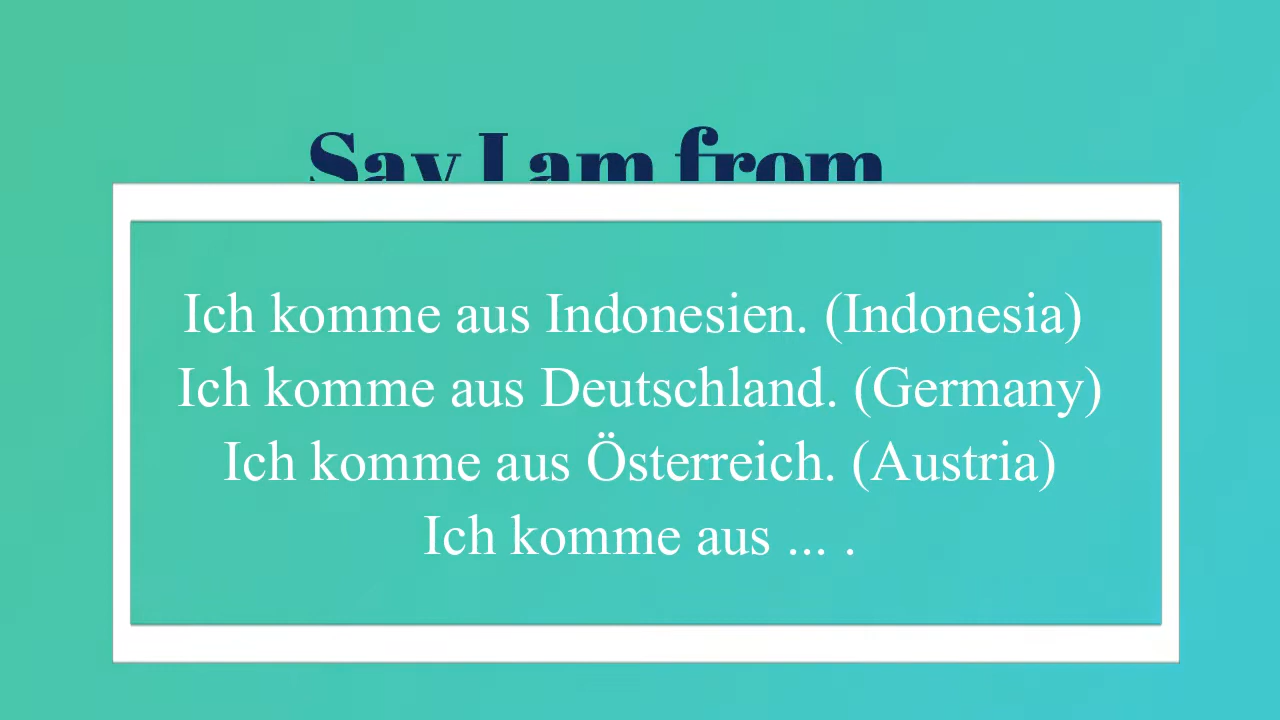 Say I am from
Ich komme aus Indonesien. (Indonesia)
Ich komme aus Deutschland. (Germany)
Ich komme aus Österreich. (Austria)
Ich komme aus ... .